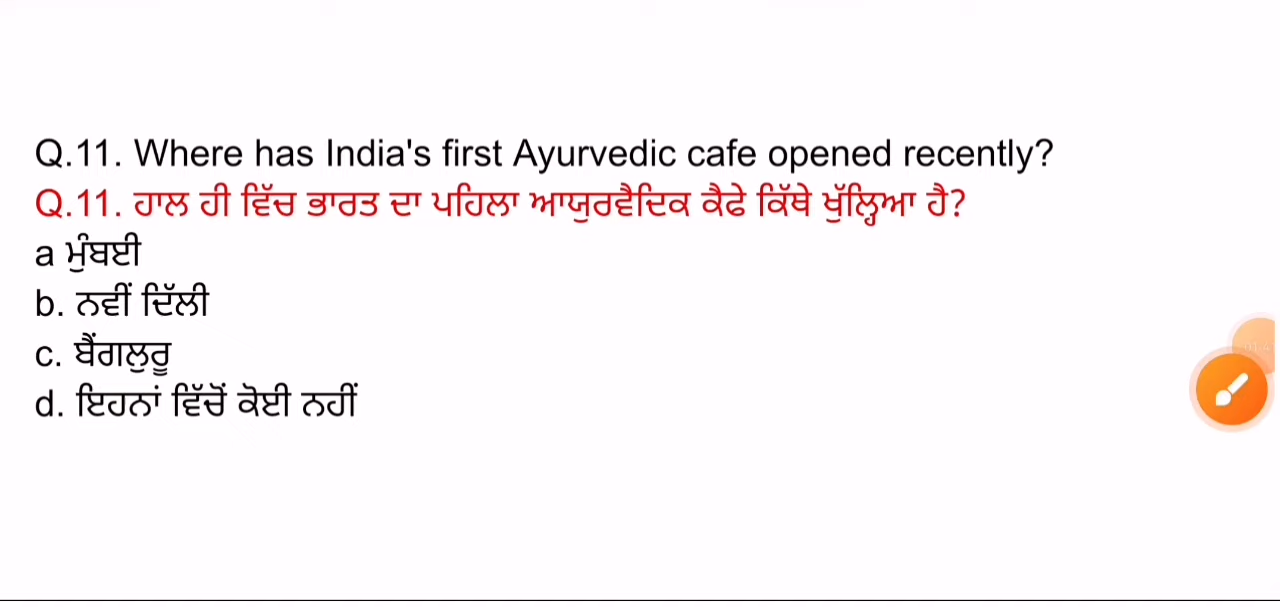 Q.11. Where has India's first Ayurvedic cafe opened recently?
Q.11. ਹਾਲ ਹੀ ਵਿੱਚ ਭਾਰਤ ਦਾ ਪਹਿਲਾ ਆਯੁਰਵੈਦਿਕ ਕੈਫੇ ਕਿੱਥੇ ਖੁੱਲ੍ਹਿਆ ਹੈ?
a ਮੁੰਬਈ
b. ਨਵੀਂ ਦਿੱਲੀ
c. ਬੈਂਗਲੁਰੂ
d. ਇਹਨਾਂ ਵਿੱਚੋਂ ਕੋਈ ਨਹੀਂ